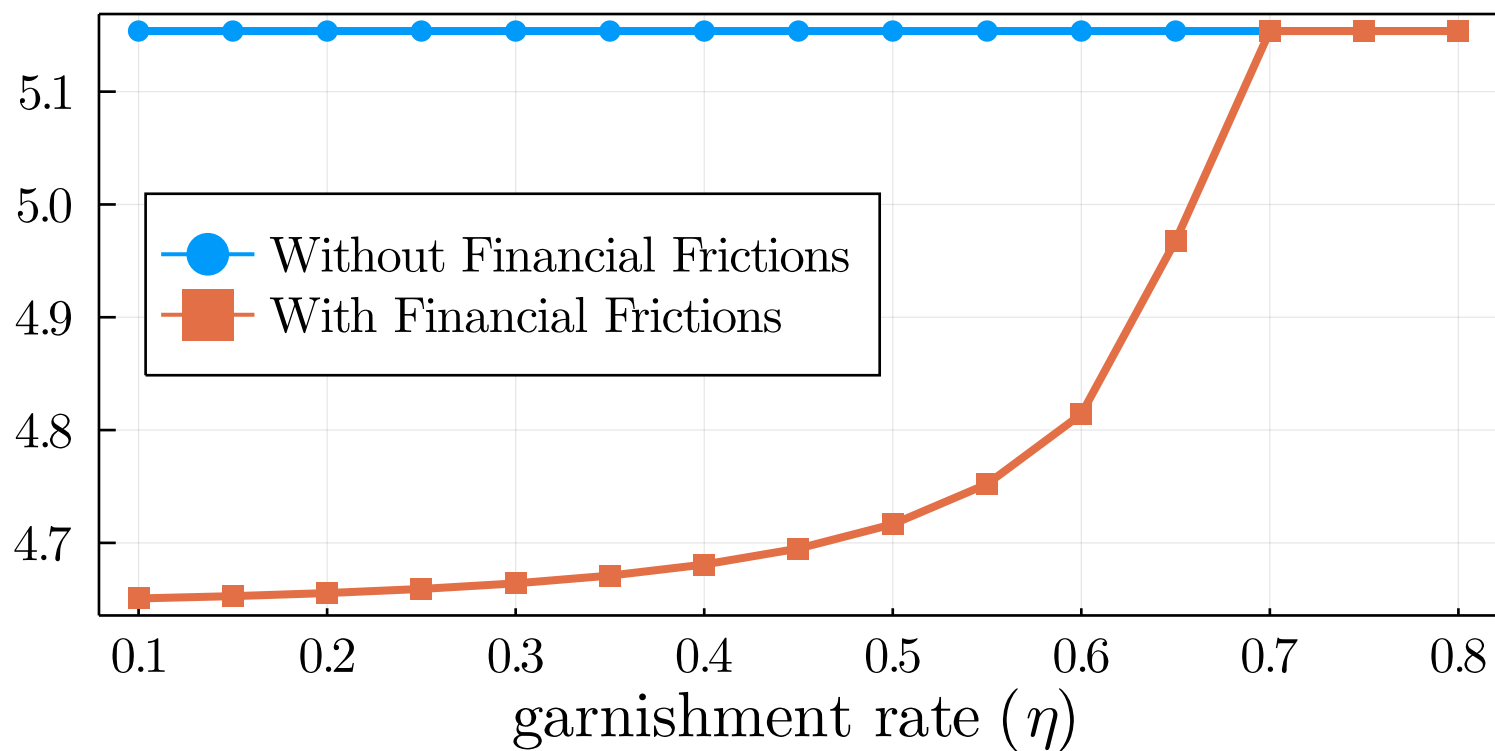 5.1
5.0
4.9
4.8
4.7
Without Financial Frictions
With Financial Frictions
0.1 0.2 0.3 0.4 0.5 0.6 0.7 0.8
garnishment rate (η)